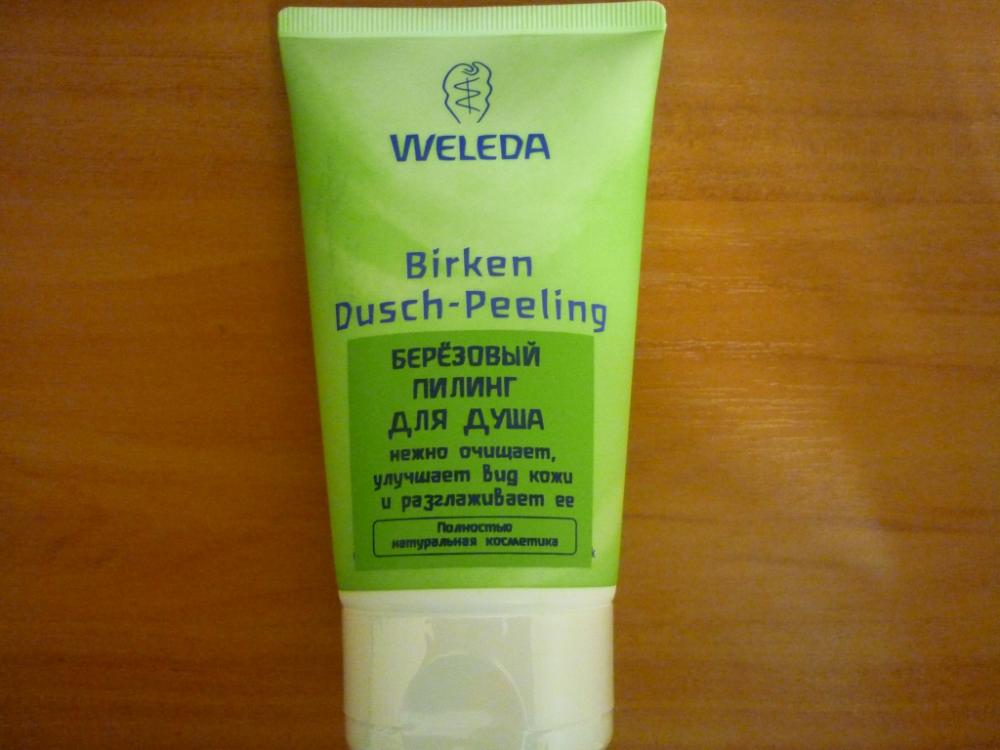 WELEDA
Birken
Dusch-Peeling
БЕРЁЗОВЫЙ
ПИЛИНГ
ДЛЯ ДУША
нежно очищает,
улучшает вид кожи
и разглаживает ее
Полностью
натуральная косметика